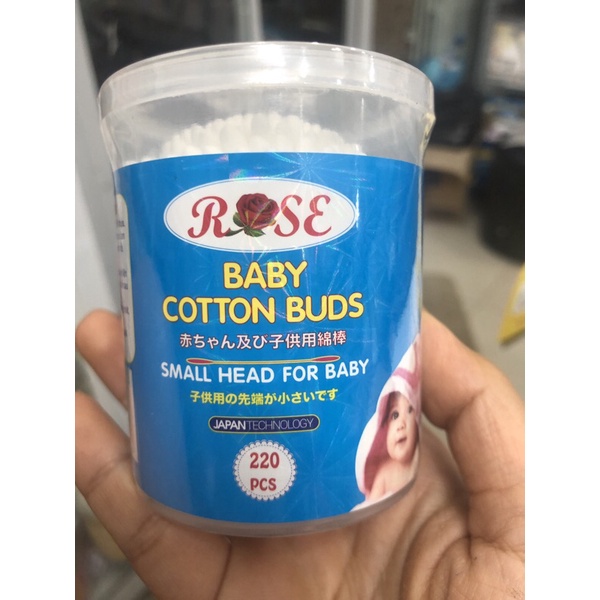 ROSE
BABY
COTTON BUDS
赤ちゃん及び子供用綿棒
SMALL HEAD FOR BABY
子供用の先端が小さいです
JAPAN TECHNOLOGY
220
PCS